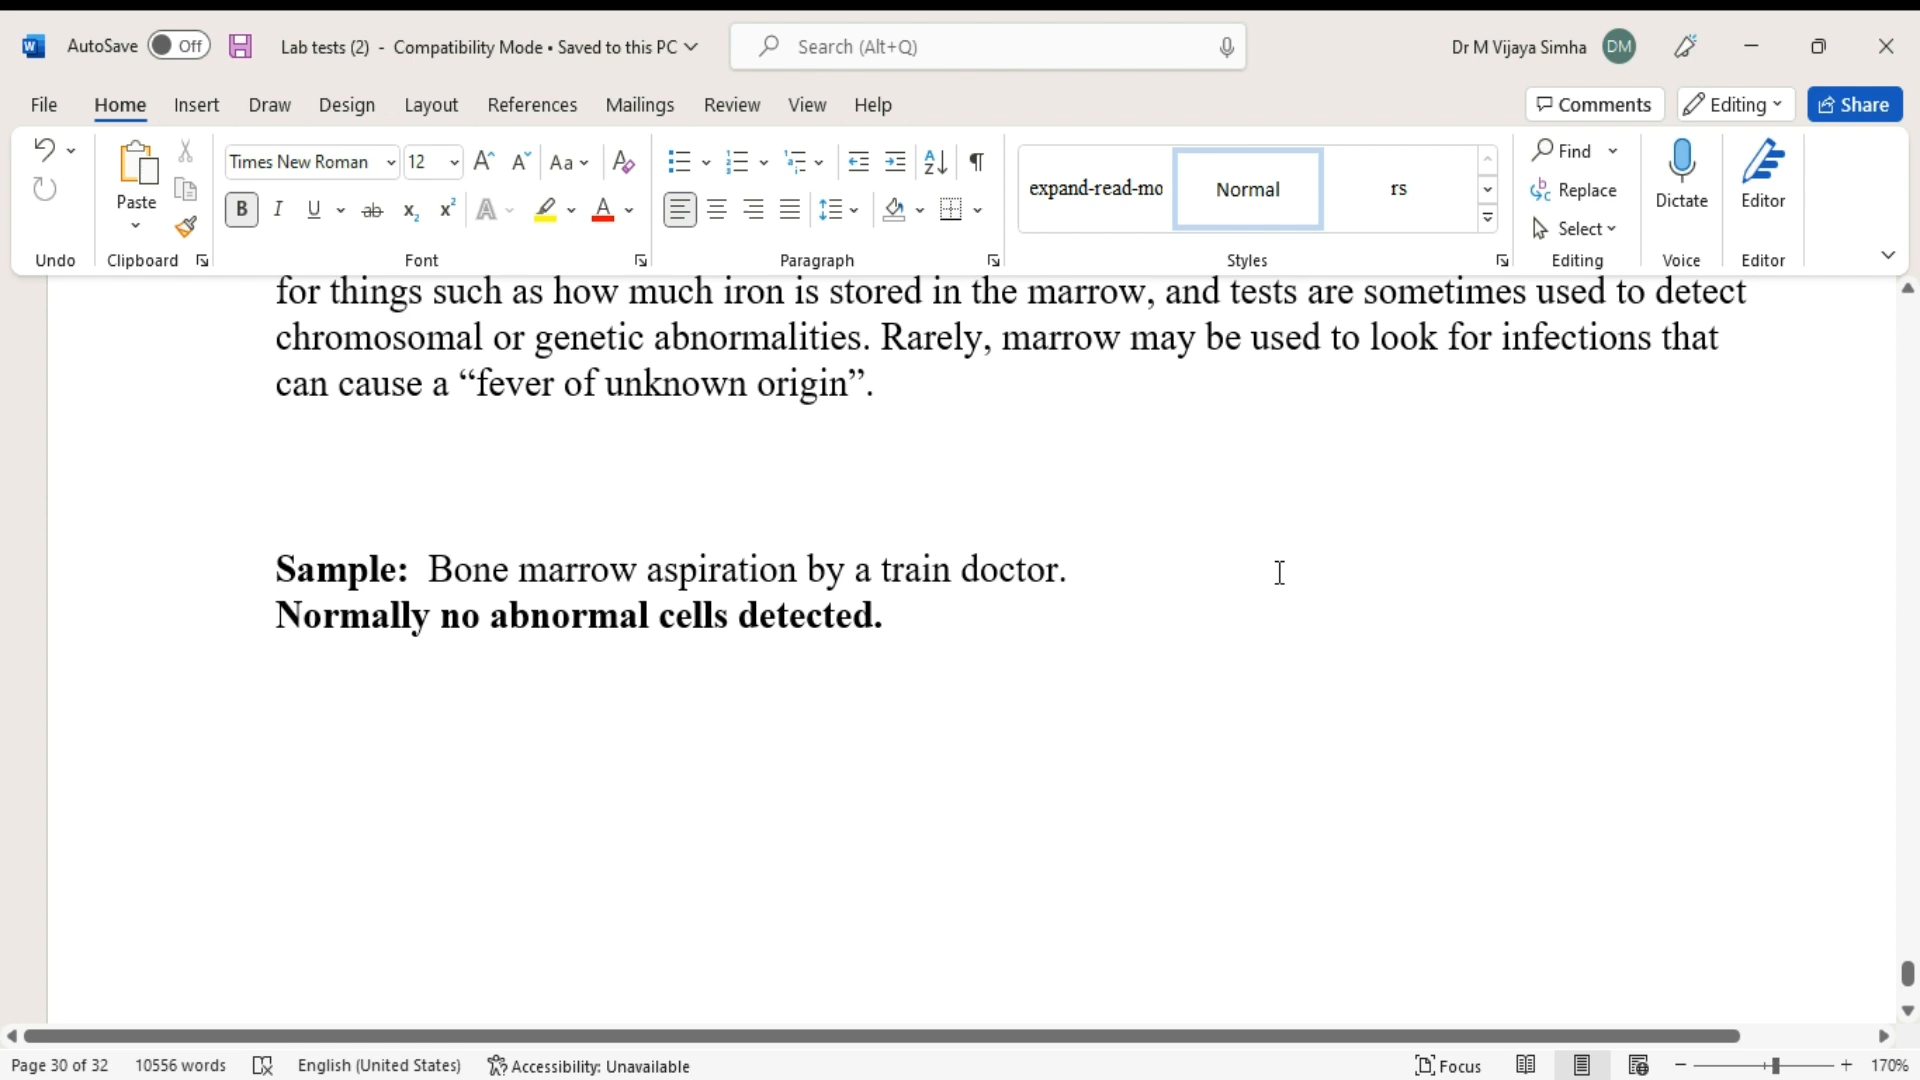 AutoSave Off Lab tests (2) - Compatibility Mode • Saved to this PC Search (Alt+Q) Dr M Vijaya Simha DM
File Home Insert Draw Design Layout References Mailings Review View Help Comments Editing Share
Times New Roman 12 Aa expand-read-mo Normal rs Find
Paste Replace Dictate Editor
B I U ab x2 x2 A A Select
Undo Clipboard Font Paragraph Styles Editing Voice Editor
for things such as how much iron is stored in the marrow, and tests are sometimes used to detect
chromosomal or genetic abnormalities. Rarely, marrow may be used to look for infections that
can cause a “fever of unknown origin”.
Sample: Bone marrow aspiration by a train doctor.
Normally no abnormal cells detected.
Page 30 of 32 10556 words English (United States) Accessibility: Unavailable Focus 170%